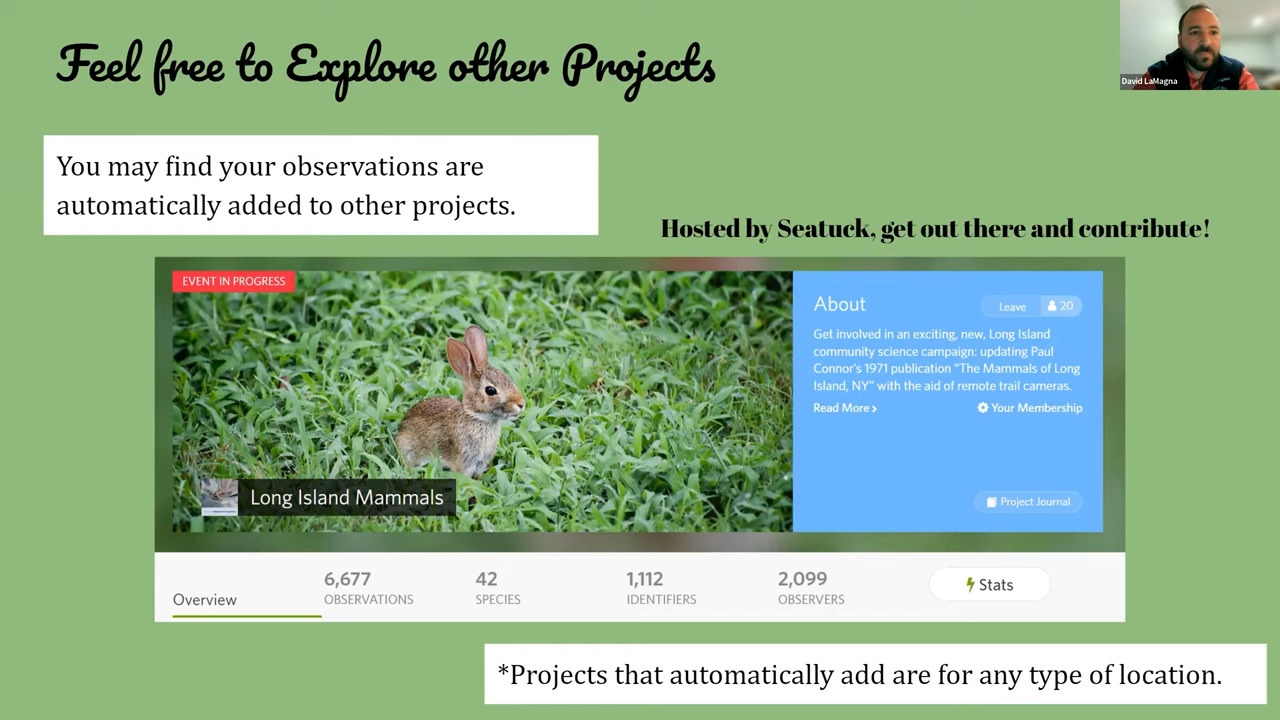 Feel free to Explore other Projects
David LaMagna
You may find your observations are
automatically added to other projects.
Hosted by Seatuck, get out there and contribute!
EVENT IN PROGRESS
Long Island Mammals
About
Leave
20
Get involved in an exciting, new, Long Island
community science campaign: updating Paul
Connor's 1971 publication "The Mammals of Long
Island, NY" with the aid of remote trail cameras.
Read More ›
Your Membership
Project Journal
Overview
6,677
OBSERVATIONS
42
SPECIES
1,112
IDENTIFIERS
2,099
OBSERVERS
Stats
*Projects that automatically add are for any type of location.